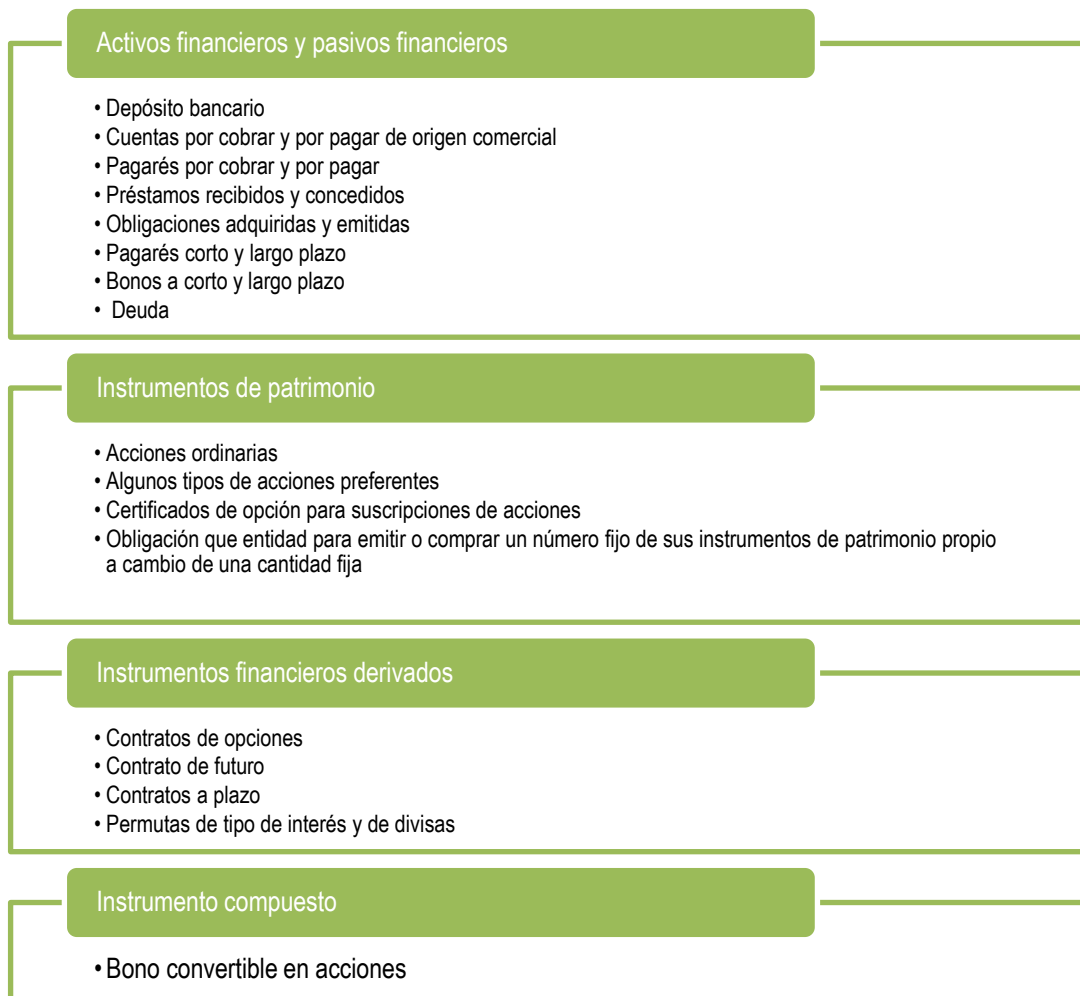 Activos financieros y pasivos financieros
• Depósito bancario
• Cuentas por cobrar y por pagar de origen comercial
• Pagarés por cobrar y por pagar
• Préstamos recibidos y concedidos
• Obligaciones adquiridas y emitidas
• Pagarés corto y largo plazo
• Bonos a corto y largo plazo
• Deuda
Instrumentos de patrimonio
• Acciones ordinarias
• Algunos tipos de acciones preferentes
• Certificados de opción para suscripciones de acciones
• Obligación que entidad para emitir o comprar un número fijo de sus instrumentos de patrimonio propio
a cambio de una cantidad fija
Instrumentos financieros derivados
• Contratos de opciones
• Contrato de futuro
• Contratos a plazo
• Permutas de tipo de interés y de divisas
Instrumento compuesto
• Bono convertible en acciones